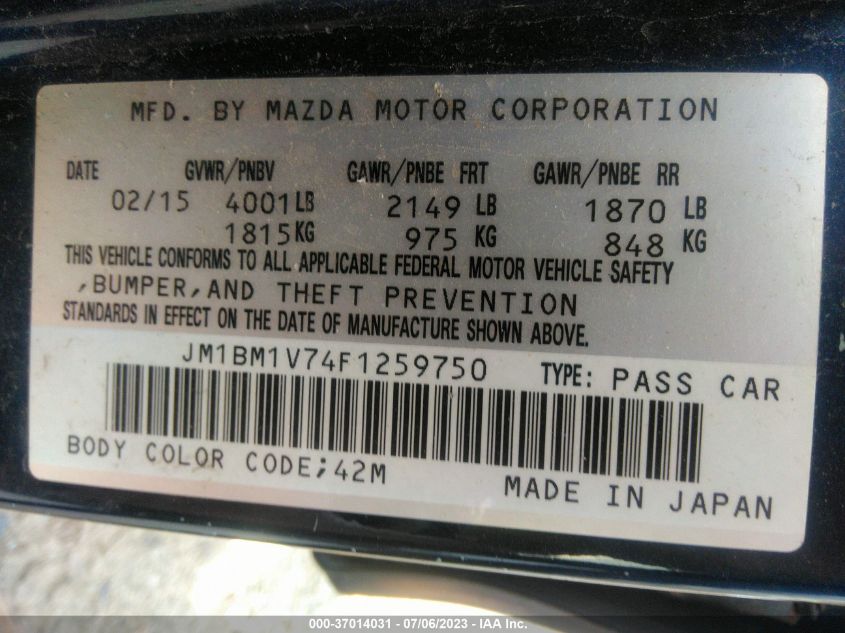 MFD. BY MAZDA MOTOR CORPORATION
DATE GVWR/PNBV GAWR/PNBE FRT GAWR/PNBE RR
02/15 4001LB 2149 LB 1870 LB
1815KG 975 KG 848 KG
THIS VEHICLE CONFORMS TO ALL APPLICABLE FEDERAL MOTOR VEHICLE SAFETY
,BUMPER,AND THEFT PREVENTION
STANDARDS IN EFFECT ON THE DATE OF MANUFACTURE SHOWN ABOVE.
JM1BM1V74F1259750 TYPE: PASS CAR
BODY COLOR CODE;42M
MADE IN JAPAN
000-37014031 - 07/06/2023 - IAA Inc.